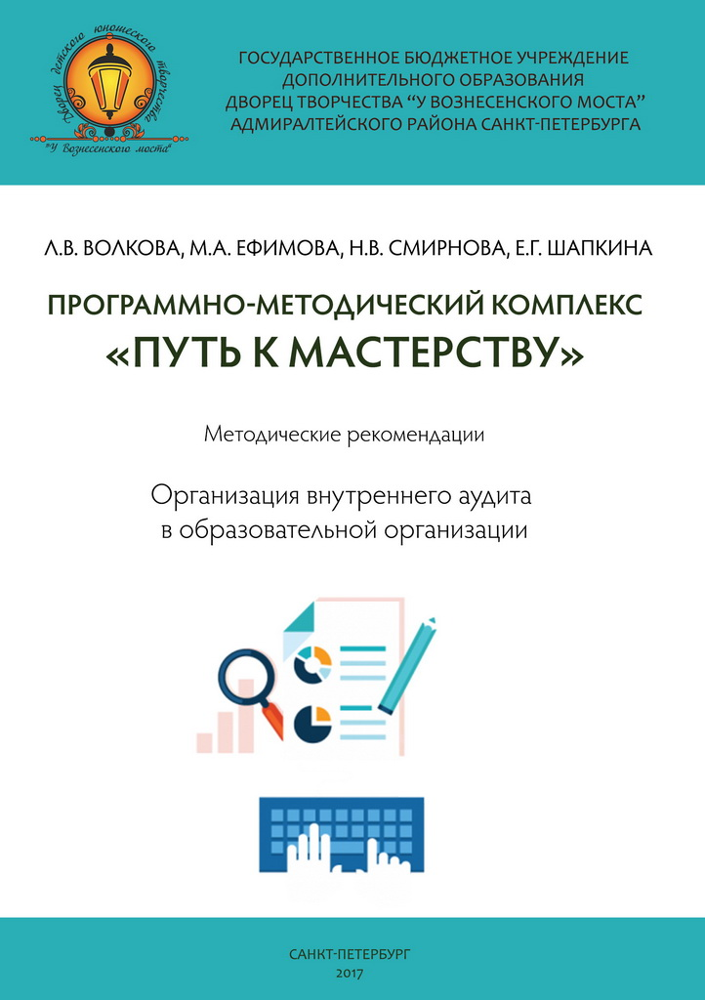 Дворец детского юношеского творчества
"У Вознесенского моста"
ГОСУДАРСТВЕННОЕ БЮДЖЕТНОЕ УЧРЕЖДЕНИЕ
ДОПОЛНИТЕЛЬНОГО ОБРАЗОВАНИЯ
ДВОРЕЦ ТВОРЧЕСТВА “У ВОЗНЕСЕНСКОГО МОСТА”
АДМИРАЛТЕЙСКОГО РАЙОНА САНКТ-ПЕТЕРБУРГА
Л.В. ВОЛКОВА, М.А. ЕФИМОВА, Н.В. СМИРНОВА, Е.Г. ШАПКИНА
ПРОГРАММНО-МЕТОДИЧЕСКИЙ КОМПЛЕКС
«ПУТЬ К МАСТЕРСТВУ»
Методические рекомендации
Организация внутреннего аудита
в образовательной организации
САНКТ-ПЕТЕРБУРГ
2017